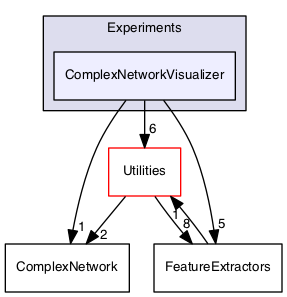 Experiments
ComplexNetworkVisualizer
6
Utilities
1
2
1
8
5
ComplexNetwork
FeatureExtractors